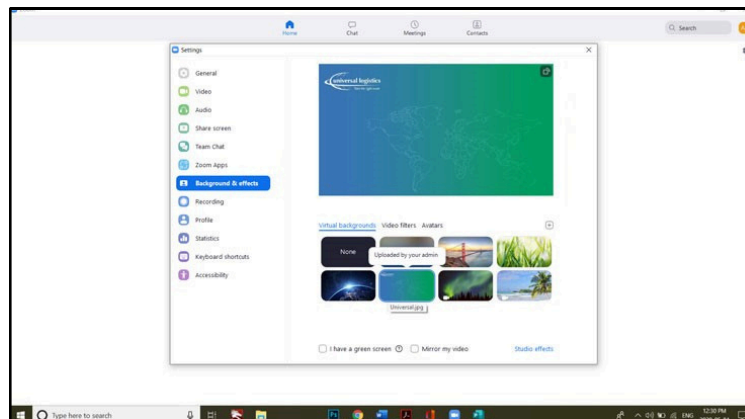 Home
Chat
Meetings
Contacts
Search
Settings
General
Video
Audio
Share screen
Team Chat
Zoom Apps
Background & effects
Recording
Profile
Statistics
Keyboard shortcuts
Accessibility
universal logistics
Virtual backgrounds Video filters Avatars
None
Uploaded by your admin
Universal.jpg
I have a green screen
Mirror my video
Studio effects
Type here to search
ENG
12:30 PM